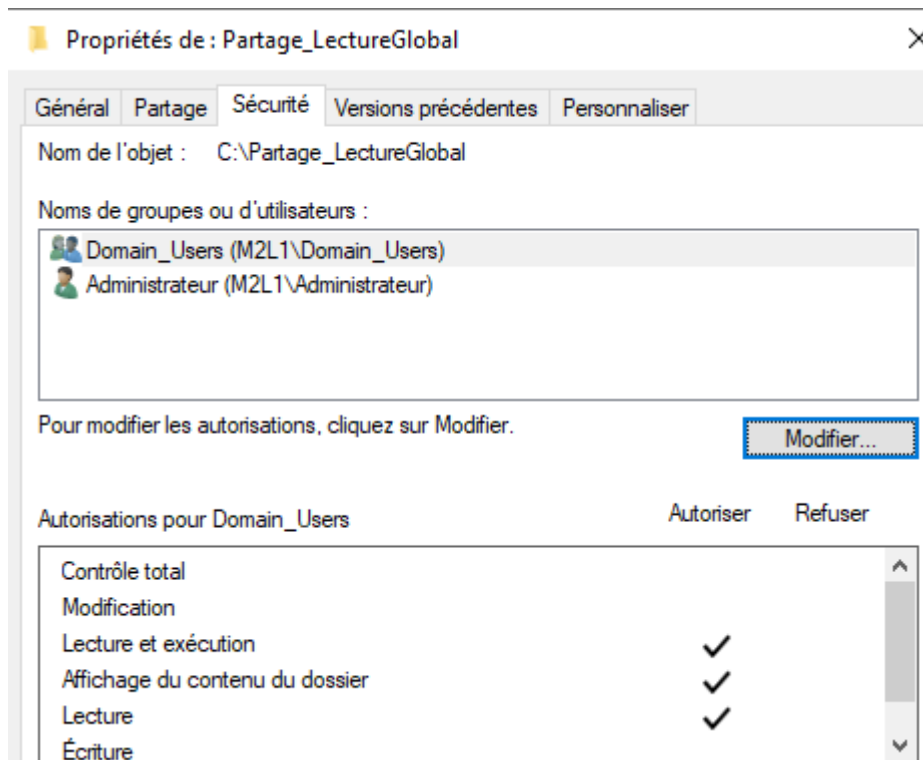 Propriétés de : Partage_LectureGlobal
Général Partage Sécurité Versions précédentes Personnaliser
Nom de l'objet : C:\Partage_LectureGlobal
Noms de groupes ou d'utilisateurs :
Domain_Users (M2L1\Domain_Users)
Administrateur (M2L1\Administrateur)
Pour modifier les autorisations, cliquez sur Modifier.
Modifier...
Autorisations pour Domain_Users Autoriser Refuser
Contrôle total
Modification
Lecture et exécution
Affichage du contenu du dossier
Lecture
Écriture